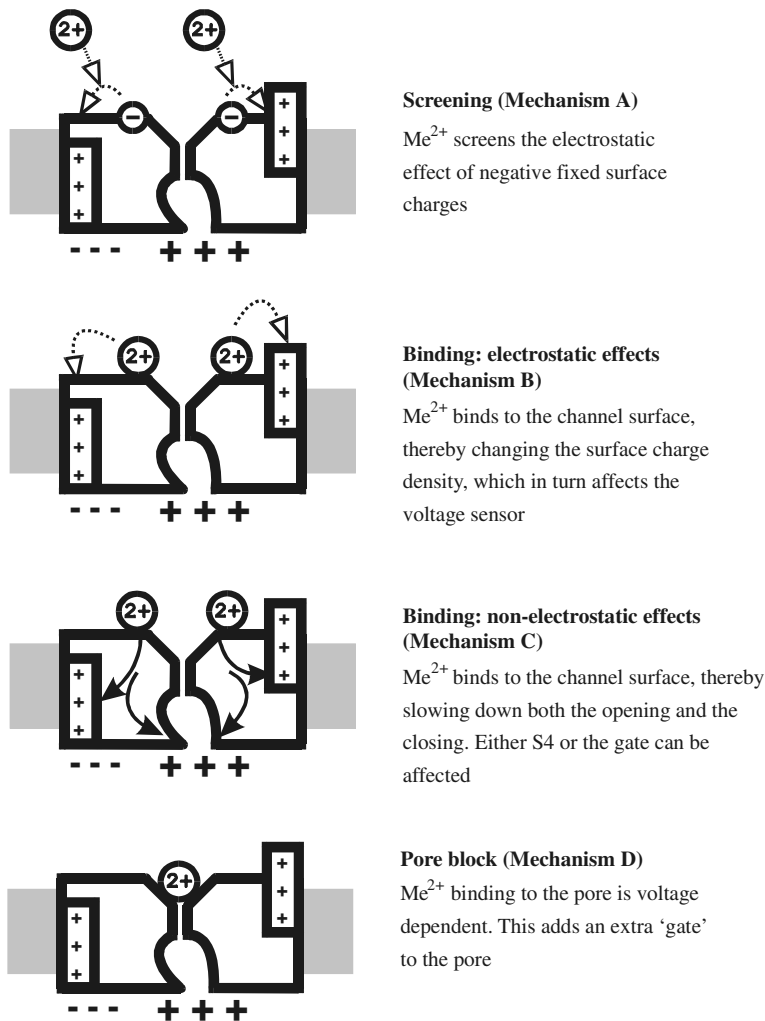 2+ 2+
− −
+ + +
+ + +
- - - + + +
Screening (Mechanism A)
Me2+ screens the electrostatic
effect of negative fixed surface
charges
2+ 2+
+ + +
+ + +
- - - + + +
Binding: electrostatic effects
(Mechanism B)
Me2+ binds to the channel surface,
thereby changing the surface charge
density, which in turn affects the
voltage sensor
2+ 2+
+ + +
+ + +
- - - + + +
Binding: non-electrostatic effects
(Mechanism C)
Me2+ binds to the channel surface, thereby
slowing down both the opening and the
closing. Either S4 or the gate can be
affected
2+
+ + +
+ + +
- - - + + +
Pore block (Mechanism D)
Me2+ binding to the pore is voltage
dependent. This adds an extra ‘gate’
to the pore